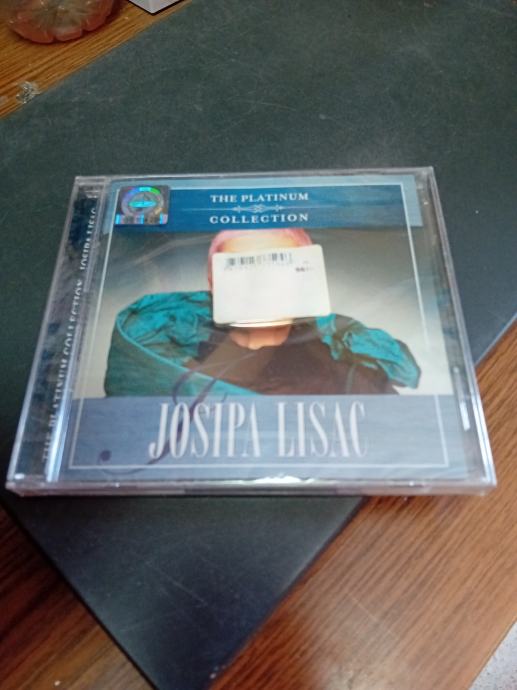 THE PLATINUM
COLLECTION
JOSIPA LISAC
THE PLATINUM COLLECTION JOSIPA LISAC